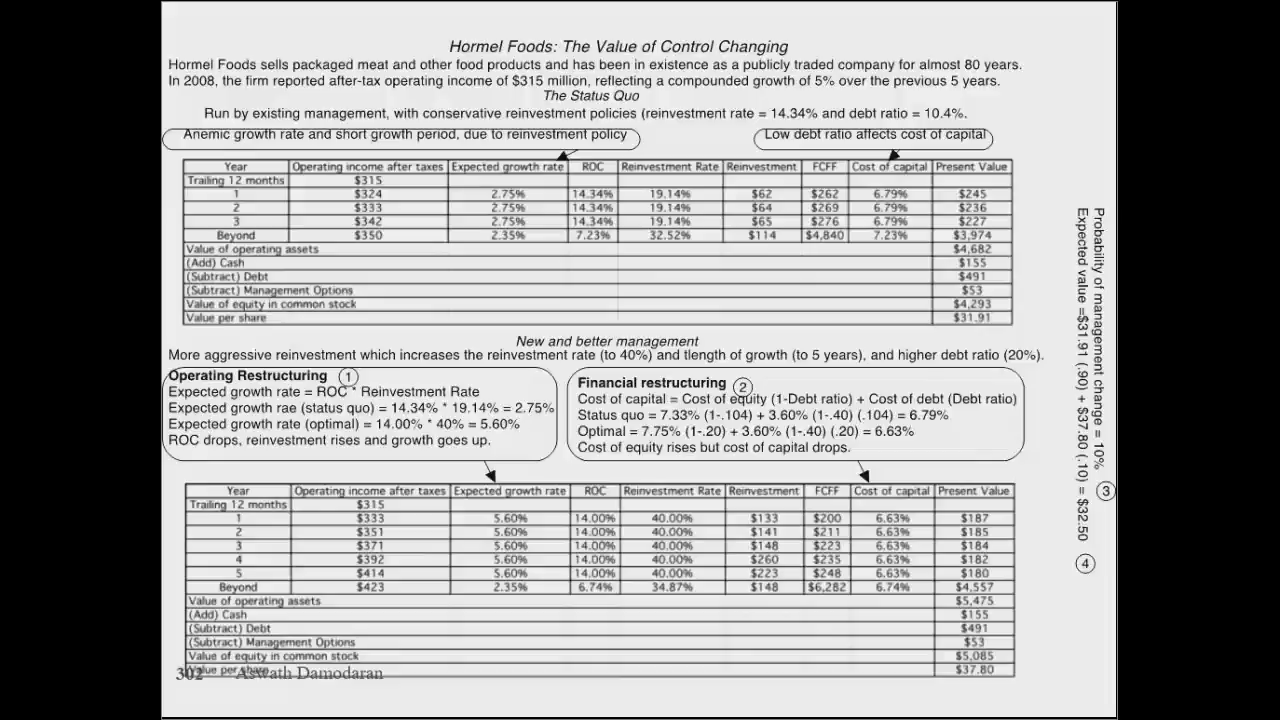 Hormel Foods: The Value of Control Changing
Hormel Foods sells packaged meat and other food products and has been in existence as a publicly traded company for almost 80 years.
In 2008, the firm reported after-tax operating income of $315 million, reflecting a compounded growth of 5% over the previous 5 years.
The Status Quo
Run by existing management, with conservative reinvestment policies (reinvestment rate = 14.34% and debt ratio = 10.4%.
Anemic growth rate and short growth period, due to reinvestment policy
Low debt ratio affects cost of capital
Year Operating income after taxes Expected growth rate ROC Reinvestment Rate Reinvestment FCFF Cost of capital Present Value
Trailing 12 months $315
1 $324 2.75% 14.34% 19.14% $62 $262 6.79% $245
2 $333 2.75% 14.34% 19.14% $64 $269 6.79% $236
3 $342 2.75% 14.34% 19.14% $65 $276 6.79% $227
Beyond $350 2.35% 7.23% 32.52% $114 $4,840 7.23% $3,974
Value of operating assets $4,682
(Add) Cash $155
(Subtract) Debt $491
(Subtract) Management Options $53
Value of equity in common stock $4,293
Value per share $31.91
New and better management
More aggressive reinvestment which increases the reinvestment rate (to 40%) and tlength of growth (to 5 years), and higher debt ratio (20%).
Operating Restructuring 1
Expected growth rate = ROC * Reinvestment Rate
Expected growth rae (status quo) = 14.34% * 19.14% = 2.75%
Expected growth rate (optimal) = 14.00% * 40% = 5.60%
ROC drops, reinvestment rises and growth goes up.
Financial restructuring 2
Cost of capital = Cost of equity (1-Debt ratio) + Cost of debt (Debt ratio)
Status quo = 7.33% (1-.104) + 3.60% (1-.40) (.104) = 6.79%
Optimal = 7.75% (1-.20) + 3.60% (1-.40) (.20) = 6.63%
Cost of equity rises but cost of capital drops.
Year Operating income after taxes Expected growth rate ROC Reinvestment Rate Reinvestment FCFF Cost of capital Present Value
Trailing 12 months $315
1 $333 5.60% 14.00% 40.00% $133 $200 6.63% $187
2 $351 5.60% 14.00% 40.00% $141 $211 6.63% $185
3 $371 5.60% 14.00% 40.00% $148 $223 6.63% $184
4 $392 5.60% 14.00% 40.00% $260 $235 6.63% $182
5 $414 5.60% 14.00% 40.00% $223 $248 6.63% $180
Beyond $423 2.35% 6.74% 34.87% $148 $6,282 6.74% $4,557
Value of operating assets $5,475
(Add) Cash $155
(Subtract) Debt $491
(Subtract) Management Options $53
Value of equity in common stock $5,085
Value per share $37.80
302 Aswath Damodaran
Probability of management change = 10% 3
Expected value =$31.91 (.90) + $37.80 (.10) = $32.50 4